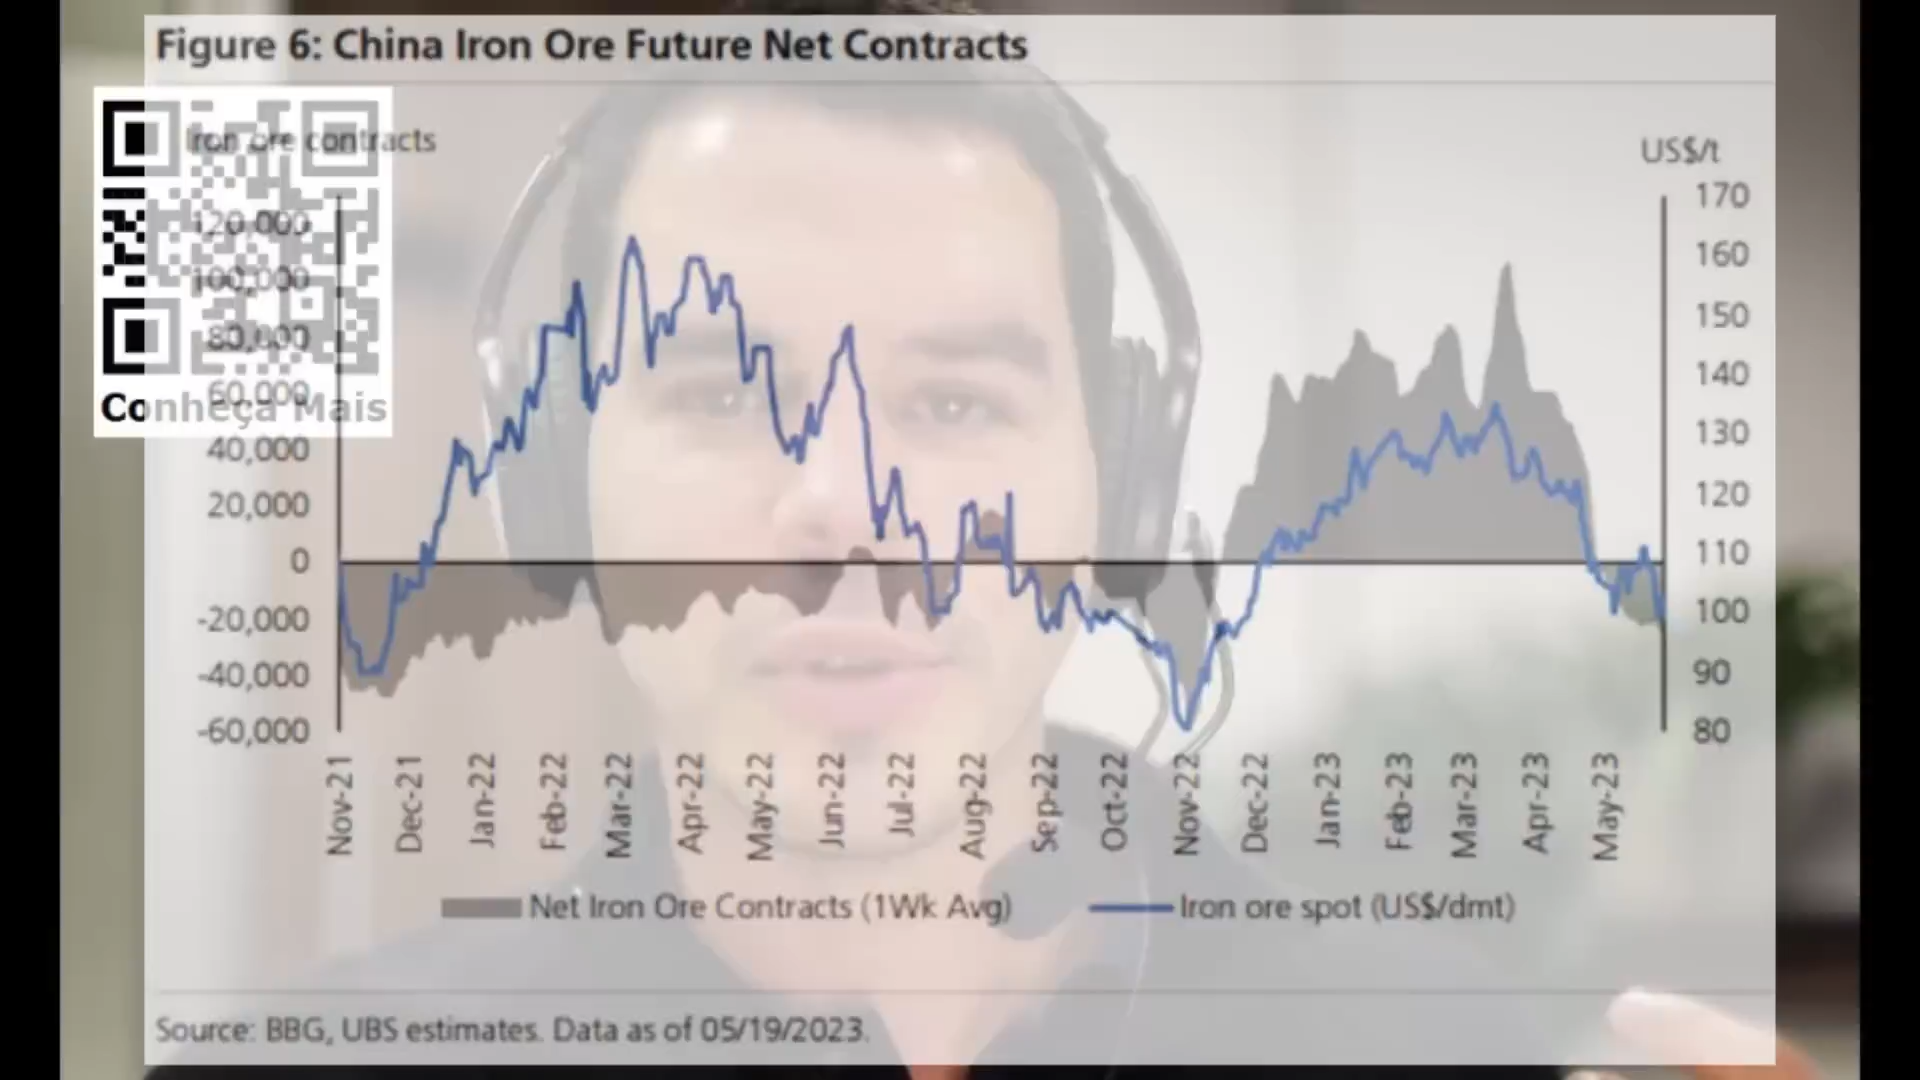 Figure 6: China Iron Ore Future Net Contracts
Iron ore contracts
US$/t
120,000
100,000
80,000
60,000
40,000
20,000
0
-20,000
-40,000
-60,000
170
160
150
140
130
120
110
100
90
80
Conheça Mais
Nov-21
Dec-21
Jan-22
Feb-22
Mar-22
Apr-22
May-22
Jun-22
Jul-22
Aug-22
Sep-22
Oct-22
Nov-22
Dec-22
Jan-23
Feb-23
Mar-23
Apr-23
May-23
Net Iron Ore Contracts (1Wk Avg)
Iron ore spot (US$/dmt)
Source: BBG, UBS estimates. Data as of 05/19/2023.